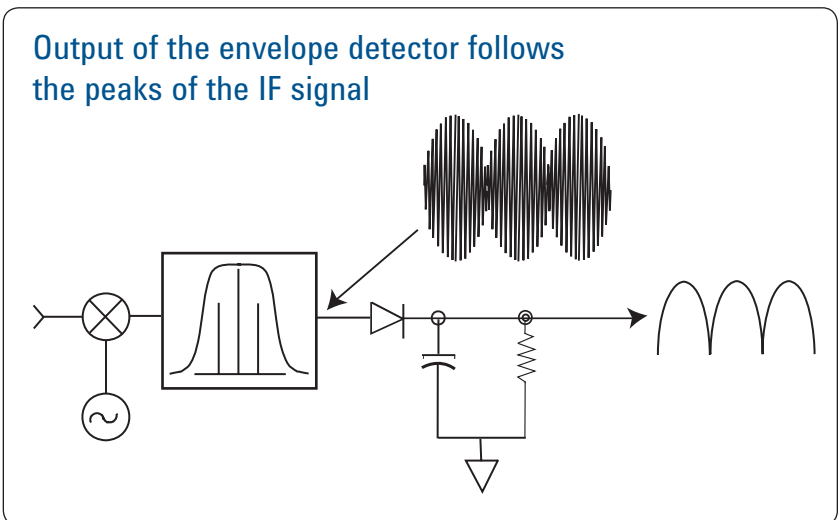 Output of the envelope detector follows
the peaks of the IF signal